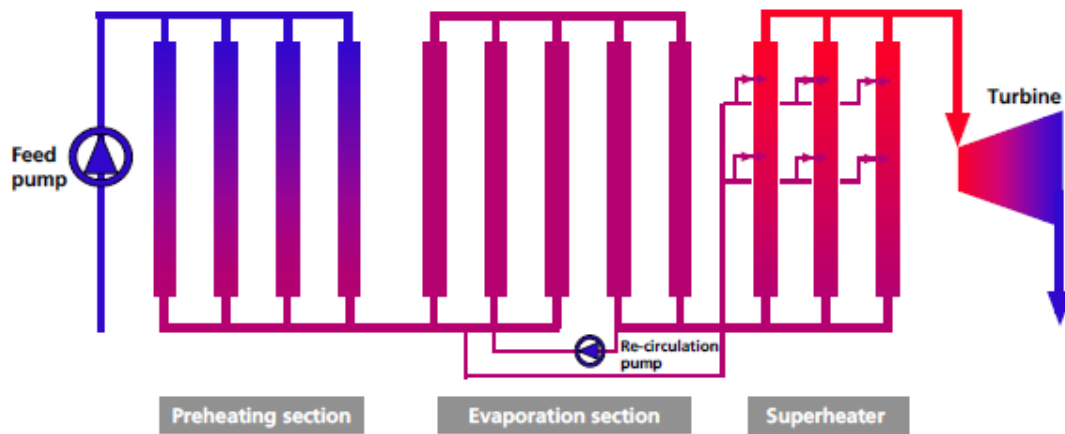 Feed
pump
Turbine
Re-circulation
pump
Preheating section
Evaporation section
Superheater